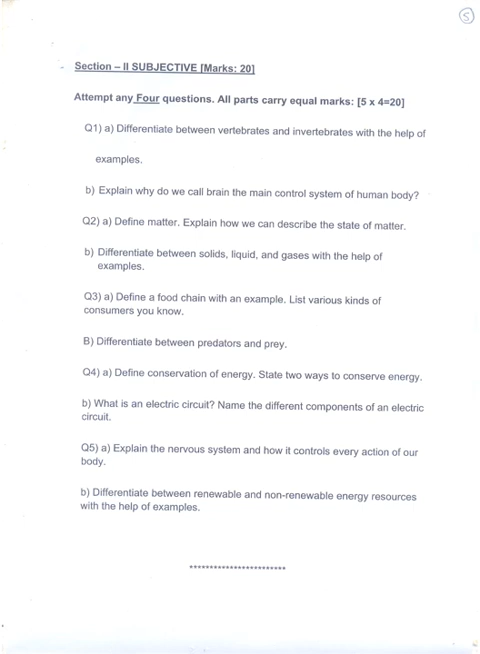 5
Section – II SUBJECTIVE [Marks: 20]
Attempt any Four questions. All parts carry equal marks: [5 x 4=20]
Q1) a) Differentiate between vertebrates and invertebrates with the help of
examples.
b) Explain why do we call brain the main control system of human body?
Q2) a) Define matter. Explain how we can describe the state of matter.
b) Differentiate between solids, liquid, and gases with the help of
examples.
Q3) a) Define a food chain with an example. List various kinds of
consumers you know.
B) Differentiate between predators and prey.
Q4) a) Define conservation of energy. State two ways to conserve energy.
b) What is an electric circuit? Name the different components of an electric
circuit.
Q5) a) Explain the nervous system and how it controls every action of our
body.
b) Differentiate between renewable and non-renewable energy resources
with the help of examples.
************************